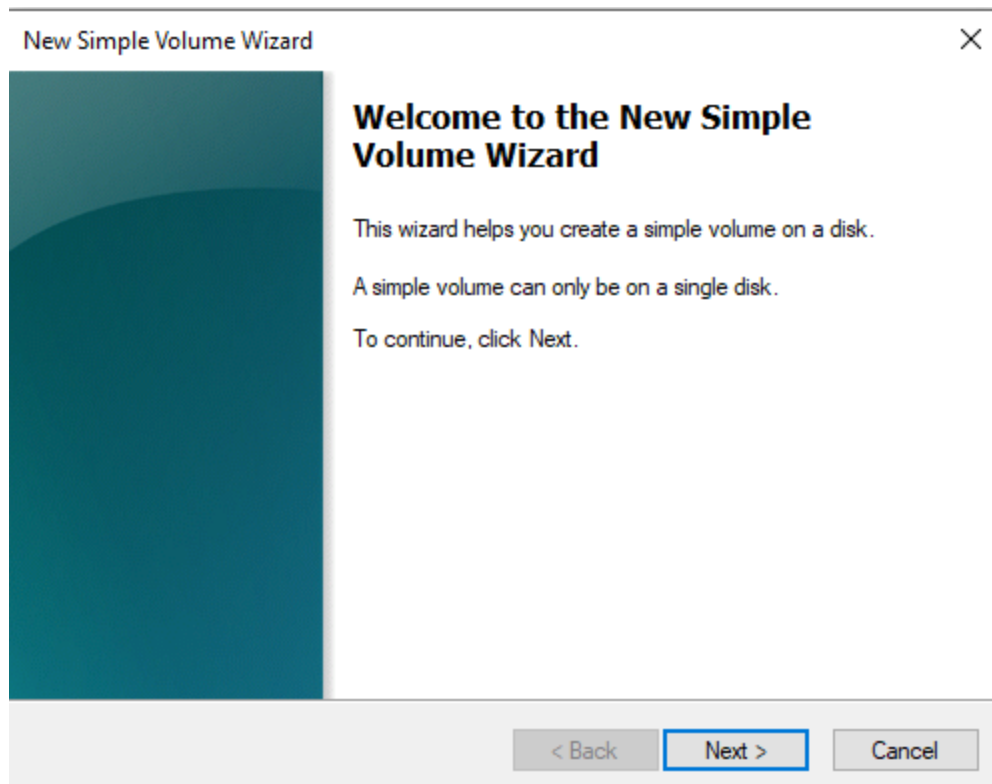 New Simple Volume Wizard
Welcome to the New Simple
Volume Wizard
This wizard helps you create a simple volume on a disk.
A simple volume can only be on a single disk.
To continue, click Next.
< Back
Next >
Cancel